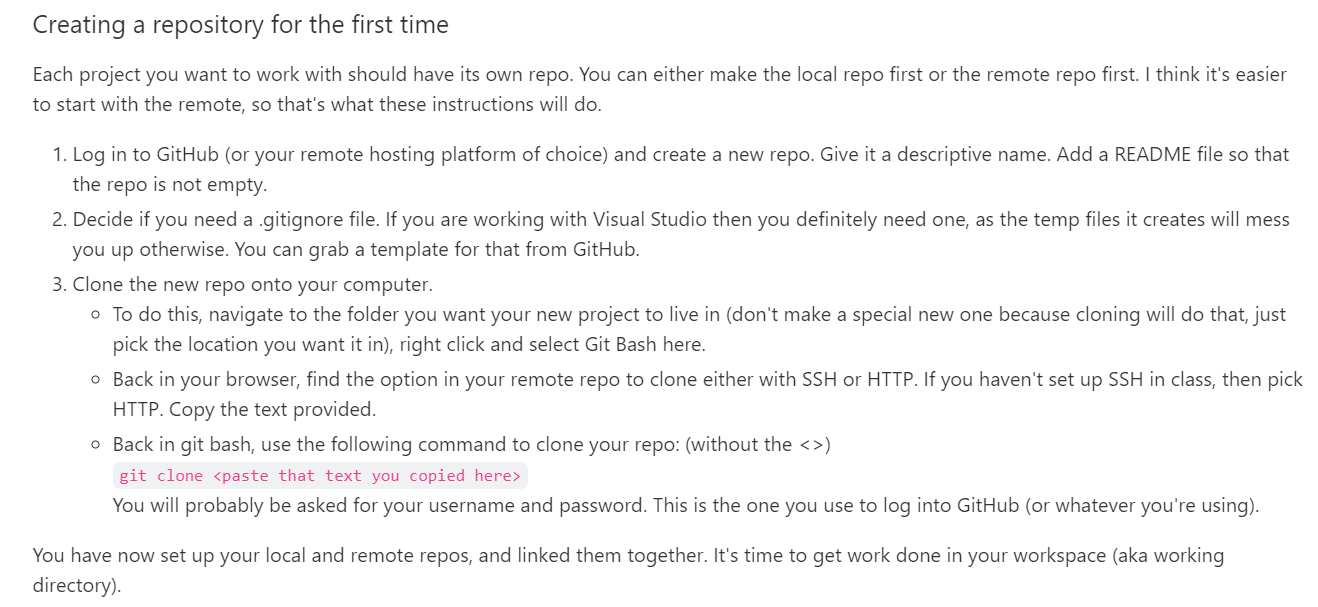 Creating a repository for the first time
Each project you want to work with should have its own repo. You can either make the local repo first or the remote repo first. I think it's easier
to start with the remote, so that's what these instructions will do.
1. Log in to GitHub (or your remote hosting platform of choice) and create a new repo. Give it a descriptive name. Add a README file so that
the repo is not empty.
2. Decide if you need a .gitignore file. If you are working with Visual Studio then you definitely need one, as the temp files it creates will mess
you up otherwise. You can grab a template for that from GitHub.
3. Clone the new repo onto your computer.
◦ To do this, navigate to the folder you want your new project to live in (don't make a special new one because cloning will do that, just
pick the location you want it in), right click and select Git Bash here.
◦ Back in your browser, find the option in your remote repo to clone either with SSH or HTTP. If you haven't set up SSH in class, then pick
HTTP. Copy the text provided.
◦ Back in git bash, use the following command to clone your repo: (without the <>)
git clone <paste that text you copied here>
You will probably be asked for your username and password. This is the one you use to log into GitHub (or whatever you're using).
You have now set up your local and remote repos, and linked them together. It's time to get work done in your workspace (aka working
directory).